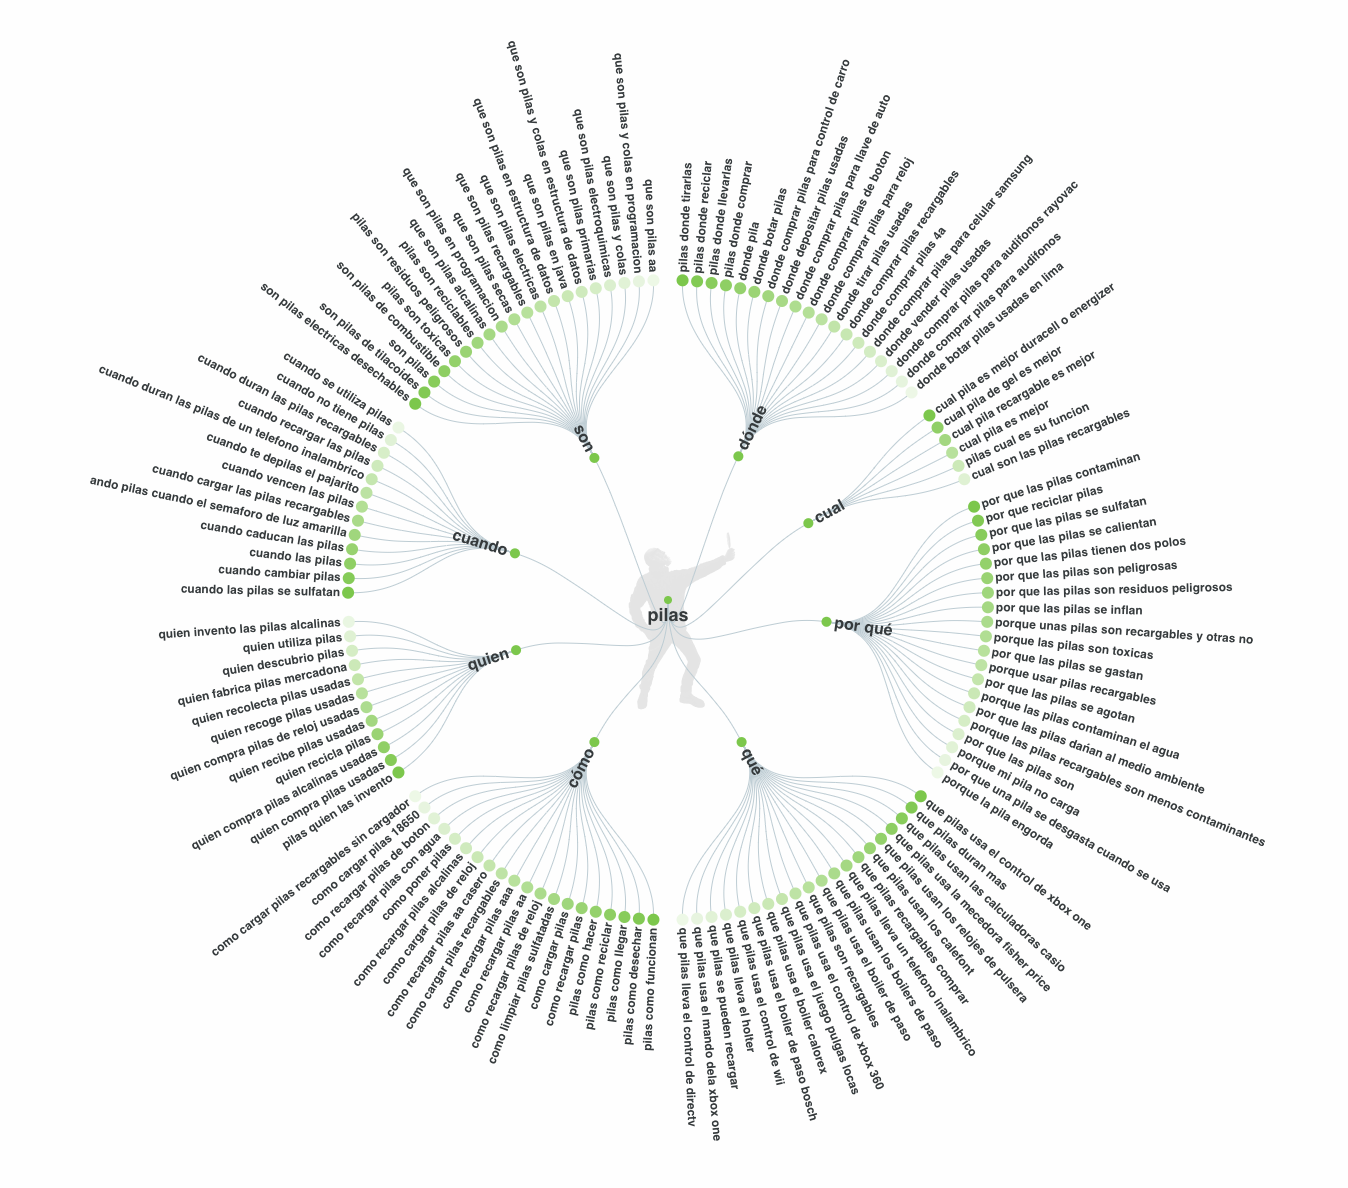 pilas
dónde
pilas donde tirarlas
pilas donde reciclar
pilas donde llevarlas
pilas donde comprar
donde pila
donde botar pilas
donde comprar pilas para control de carro
donde depositar pilas usadas
donde comprar pilas para llave de auto
donde comprar pilas de boton
donde comprar pilas para reloj
donde tirar pilas usadas
donde comprar pilas recargables
donde comprar pilas 4a
donde comprar pilas para celular samsung
donde vender pilas usadas
donde comprar pilas para audifonos rayovac
donde comprar pilas para audifonos
donde botar pilas usadas en lima
cual
cual pila es mejor duracell o energizer
cual pila de gel es mejor
cual pila recargable es mejor
cual pila es mejor
pilas cual es su funcion
cual son las pilas recargables
por qué
por que las pilas contaminan
por que reciclar pilas
por que las pilas se sulfatan
por que las pilas se calientan
por que las pilas tienen dos polos
por que las pilas son peligrosas
por que las pilas son residuos peligrosos
por que las pilas se inflan
porque unas pilas son recargables y otras no
porque las pilas son toxicas
por que las pilas se gastan
porque usar pilas recargables
por que las pilas se agotan
porque las pilas contaminan el agua
por que las pilas dañan al medio ambiente
porque las pilas recargables son menos contaminantes
por que las pilas son
porque mi pila no carga
por que una pila se desgasta cuando se usa
porque la pila engorda
qué
que pilas usa el control de xbox one
que pilas duran mas
que pilas usan las calculadoras casio
que pilas usa la mecedora fisher price
que pilas usan los relojes de pulsera
que pilas usan los calefont
que pilas recargables comprar
que pilas lleva un telefono inalambrico
que pilas usan los boilers de paso
que pilas usa el boiler de paso
que pilas son recargables
que pilas usa el control de xbox 360
que pilas usa el juego pulgas locas
que pilas usa el boiler calorex
que pilas usa el boiler de paso bosch
que pilas usa el control de wii
que pilas lleva el holter
que pilas se pueden recargar
que pilas usa el mando dela xbox one
que pilas lleva el control de directv
cómo
pilas como funcionan
pilas como desechar
pilas como llegar
pilas como reciclar
pilas como hacer
como recargar pilas
como cargar pilas
como limpiar pilas sulfatadas
como recargar pilas de reloj
como recargar pilas aa
como recargar pilas aaa
como cargar pilas recargables
como recargar pilas aa casero
como cargar pilas de reloj
como recargar pilas alcalinas
como poner pilas
como recargar pilas con agua
como recargar pilas de boton
como cargar pilas 18650
como cargar pilas recargables sin cargador
quien
pilas quien las invento
quien compra pilas usadas
quien compra pilas alcalinas usadas
quien recicla pilas
quien recibe pilas usadas
quien compra pilas de reloj usadas
quien recoge pilas usadas
quien recolecta pilas usadas
quien fabrica pilas mercadona
quien descubrio pilas
quien utiliza pilas
quien invento las pilas alcalinas
cuando
cuando las pilas se sulfatan
cuando cambiar pilas
cuando las pilas
cuando caducan las pilas
ando pilas cuando el semaforo de luz amarilla
cuando cargar las pilas recargables
cuando vencen las pilas
cuando te depilas el pajarito
cuando duran las pilas de un telefono inalambrico
cuando recargar las pilas
cuando duran las pilas recargables
cuando no tiene pilas
cuando se utiliza pilas
son
son pilas electricas desechables
son pilas de tilacoides
son pilas
son pilas de combustible
pilas son toxicas
pilas son residuos peligrosos
pilas son reciclables
que son pilas alcalinas
que son pilas en programacion
que son pilas secas
que son pilas recargables
que son pilas electricas
que son pilas en estructura de datos
que son pilas en java
que son pilas y colas en estructura de datos
que son pilas primarias
que son pilas electroquimicas
que son pilas y colas
que son pilas y colas en programacion
que son pilas aa